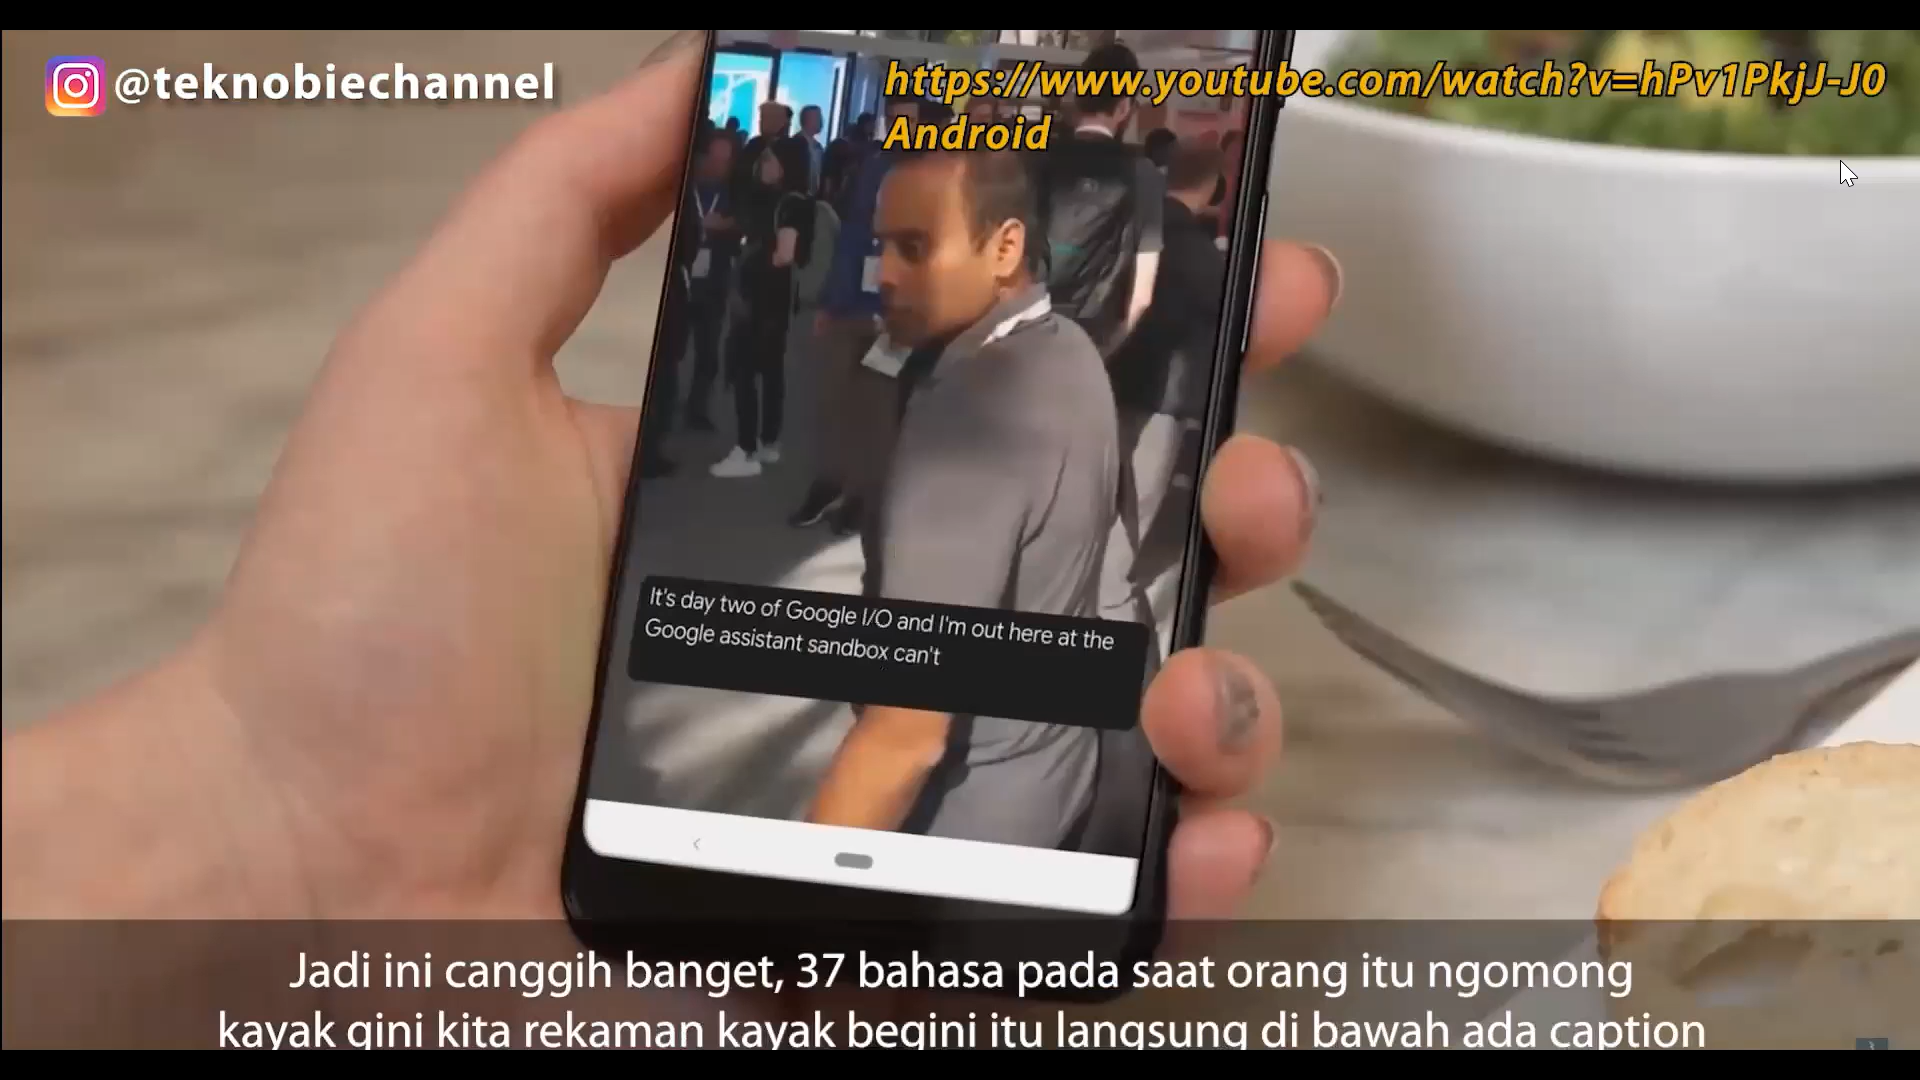 @teknobiechannel
https://www.youtube.com/watch?v=hPv1PkjJ-J0
Android
It's day two of Google I/O and I'm out here at the
Google assistant sandbox can't
Jadi ini canggih banget, 37 bahasa pada saat orang itu ngomong
kayak gini kita rekaman kayak begini itu langsung di bawah ada caption